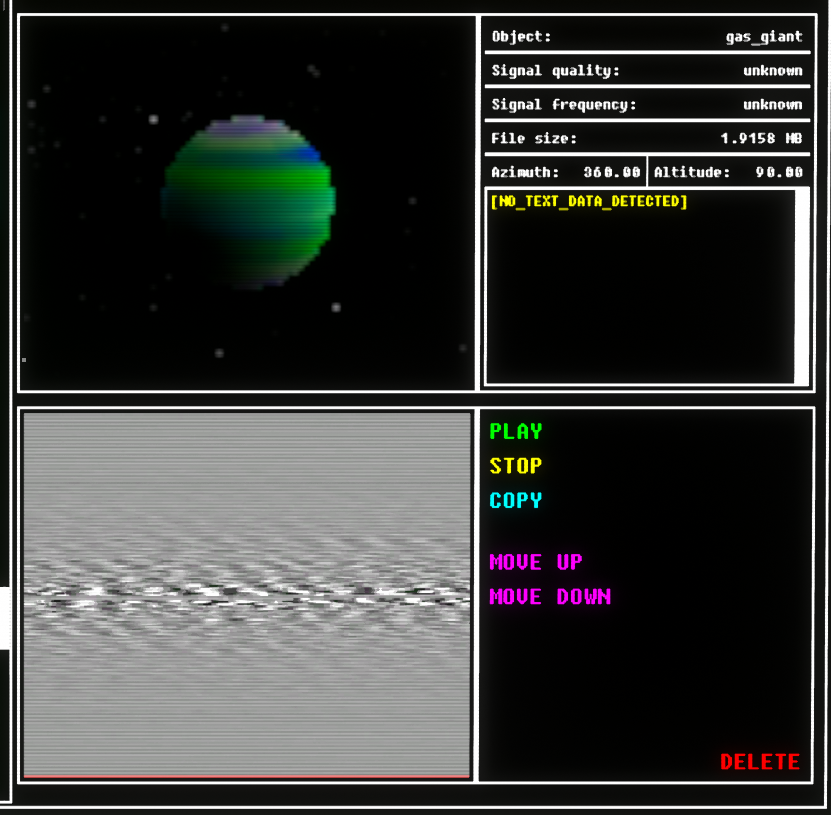 Object: gas_giant
Signal quality: unknown
Signal frequency: unknown
File size: 1.9158 MB
Azimuth: 360.00 Altitude: 90.00
[NO_TEXT_DATA_DETECTED]
PLAY
STOP
COPY
MOVE UP
MOVE DOWN
DELETE